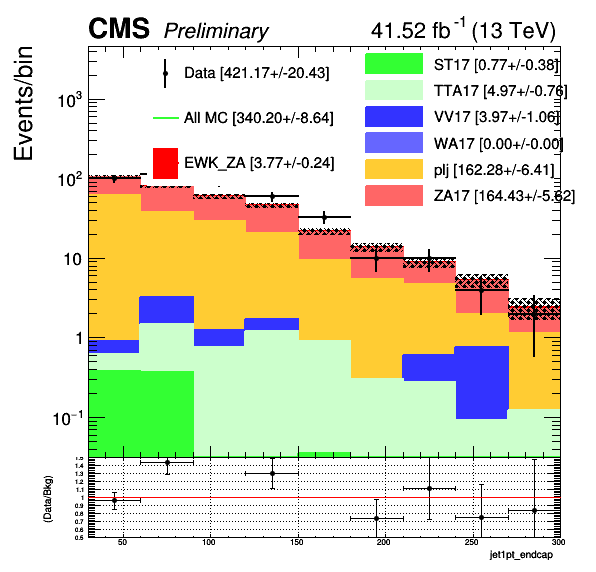 CMS Preliminary 41.52 fb⁻¹ (13 TeV)
Events/bin
Data [421.17+/-20.43]
All MC [340.20+/-8.64]
EWK_ZA [3.77+/-0.24]
ST17 [0.77+/-0.38]
TTA17 [4.97+/-0.76]
VV17 [3.97+/-1.06]
WA17 [0.00+/-0.00]
plj [162.28+/-6.41]
ZA17 [164.43+/-5.62]
10³
10²
10
1
10⁻¹
(Data/Bkg)
1.5
1.4
1.3
1.2
1.1
1
0.9
0.8
0.7
0.6
0.5
50 100 150 200 250 300
jet1pt_endcap